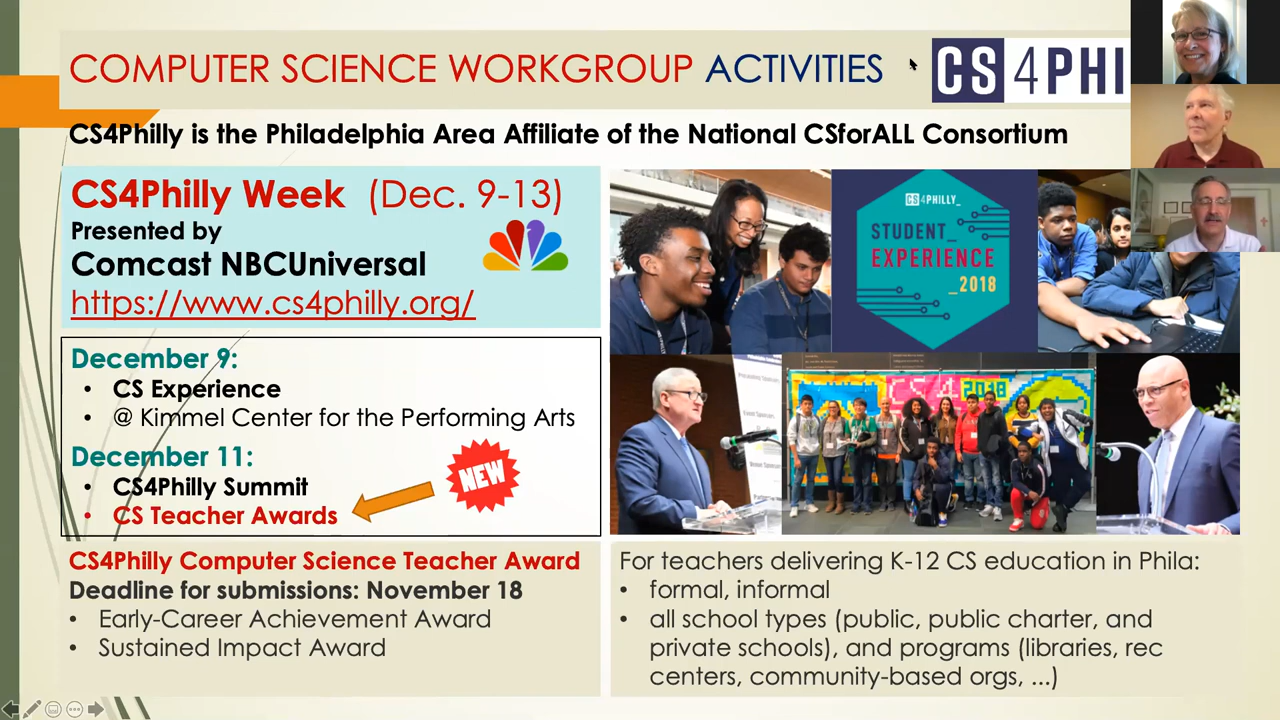 COMPUTER SCIENCE WORKGROUP ACTIVITIES
CS4PHI
CS4Philly is the Philadelphia Area Affiliate of the National CSforALL Consortium
CS4Philly Week (Dec. 9-13)
Presented by
Comcast NBCUniversal
https://www.cs4philly.org/
CS4PHILLY_
STUDENT_
EXPERIENCE
_2018
December 9:
• CS Experience
• @ Kimmel Center for the Performing Arts
December 11:
• CS4Philly Summit
• CS Teacher Awards
NEW
CS4 2018
CS4Philly Computer Science Teacher Award
Deadline for submissions: November 18
• Early-Career Achievement Award
• Sustained Impact Award
For teachers delivering K-12 CS education in Phila:
• formal, informal
• all school types (public, public charter, and
private schools), and programs (libraries, rec
centers, community-based orgs, ...)